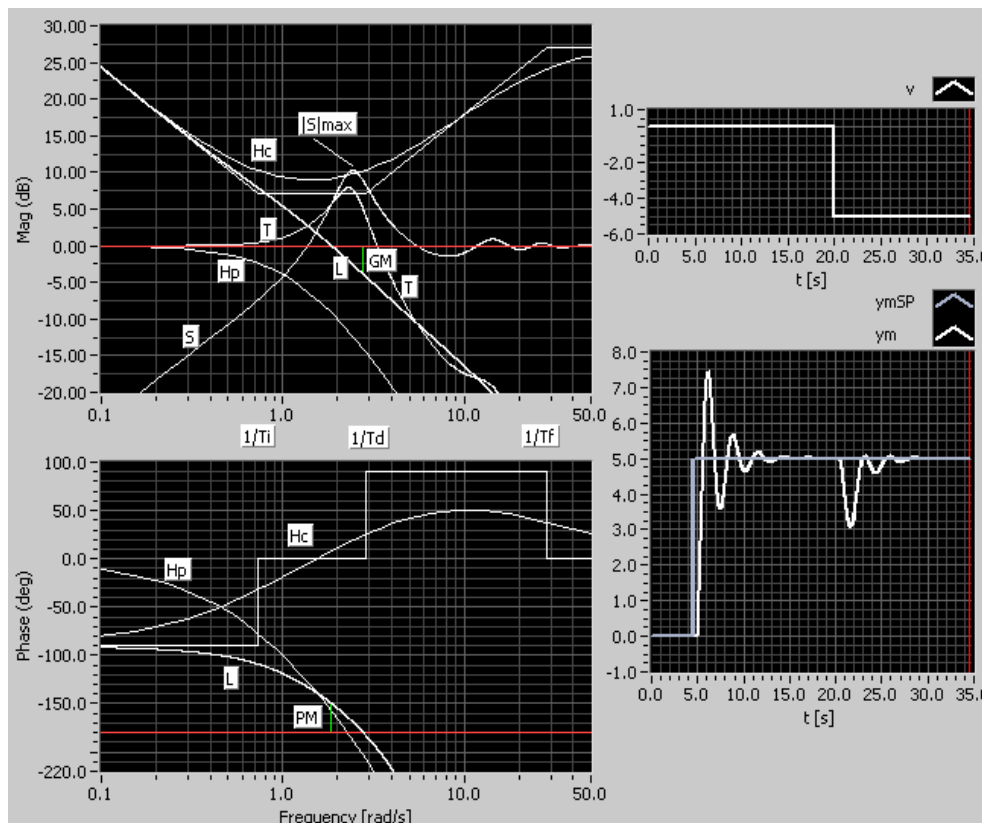 30.00
25.00
20.00
15.00
10.00
5.00
0.00
-5.00
-10.00
-15.00
-20.00
Mag (dB)
|S|max
Hc
T
Hp
L
GM
T
S
0.1
1.0
10.0
50.0
1/Ti
1/Td
1/Tf
100.0
50.0
0.0
-50.0
-100.0
-150.0
-220.0
Phase (deg)
Hc
Hp
L
PM
0.1
1.0
10.0
50.0
Frequency [rad/s]
v
1.0
-2.0
-4.0
-6.0
0.0
5.0
10.0
15.0
20.0
25.0
30.0
35.0
t [s]
ymSP
ym
8.0
7.0
6.0
5.0
4.0
3.0
2.0
1.0
0.0
-1.0
0.0
5.0
10.0
15.0
20.0
25.0
30.0
35.0
t [s]